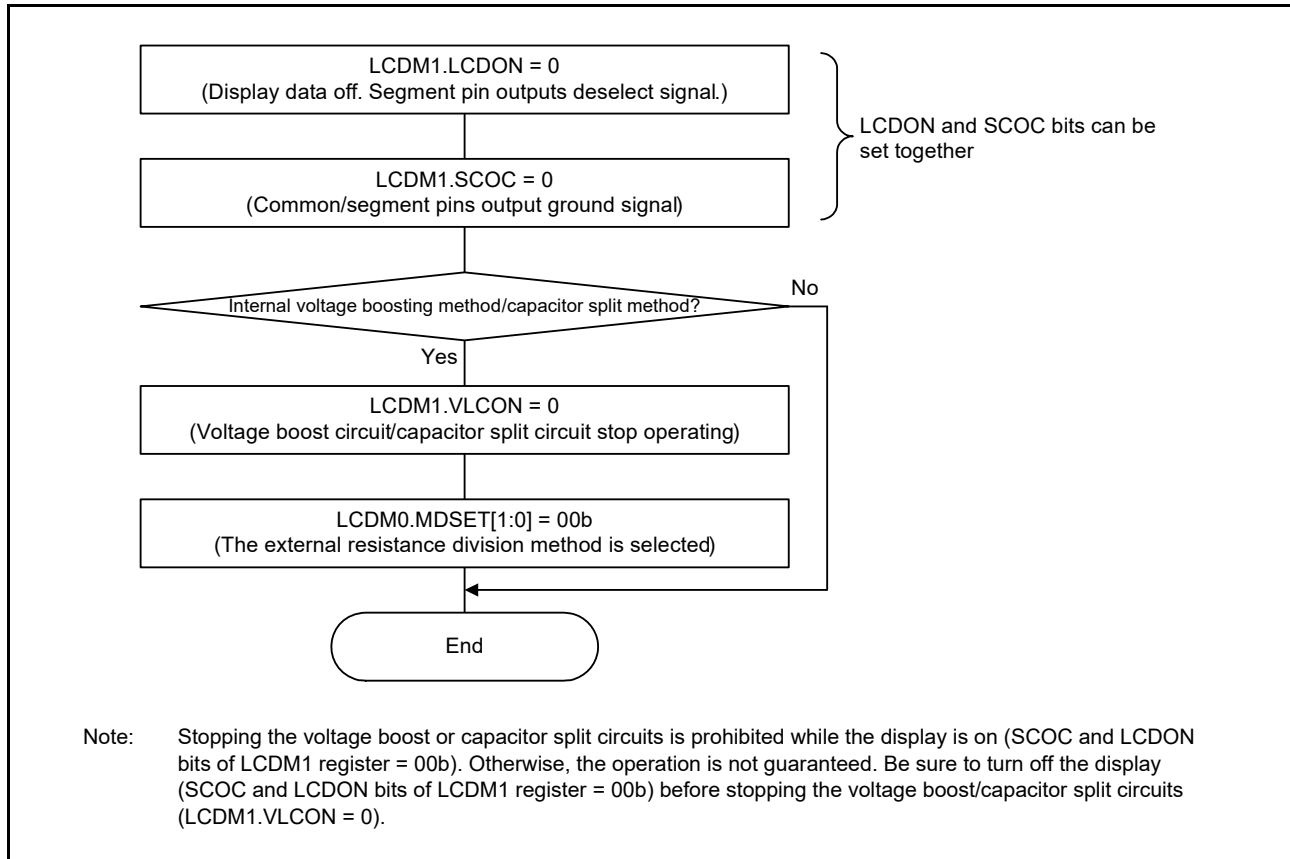 LCDM1.LCDON = 0
(Display data off. Segment pin outputs deselect signal.)
LCDON and SCOC bits can be
set together
LCDM1.SCOC = 0
(Common/segment pins output ground signal)
Internal voltage boosting method/capacitor split method?
No
Yes
LCDM1.VLCON = 0
(Voltage boost circuit/capacitor split circuit stop operating)
LCDM0.MDSET[1:0] = 00b
(The external resistance division method is selected)
End
Note: Stopping the voltage boost or capacitor split circuits is prohibited while the display is on (SCOC and LCDON
bits of LCDM1 register = 00b). Otherwise, the operation is not guaranteed. Be sure to turn off the display
(SCOC and LCDON bits of LCDM1 register = 00b) before stopping the voltage boost/capacitor split circuits
(LCDM1.VLCON = 0).